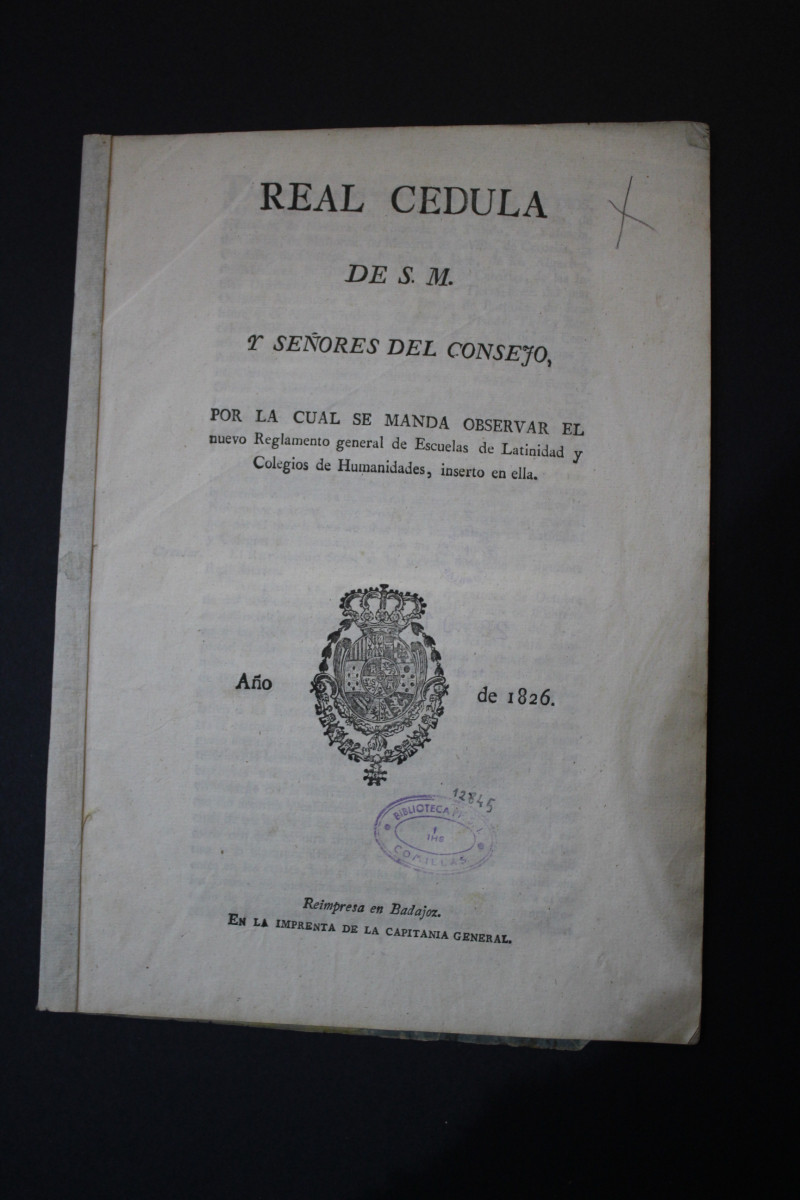 REAL CEDULA
DE S. M.
Y SEÑORES DEL CONSEJO,
POR LA CUAL SE MANDA OBSERVAR EL
nuevo Reglamento general de Escuelas de Latinidad y
Colegios de Humanidades, inserto en ella.
Año de 1826.
12845
BIBLIOTECA
IHS
COMILLAS
Reimpresa en Badajoz.
EN LA IMPRENTA DE LA CAPITANIA GENERAL.